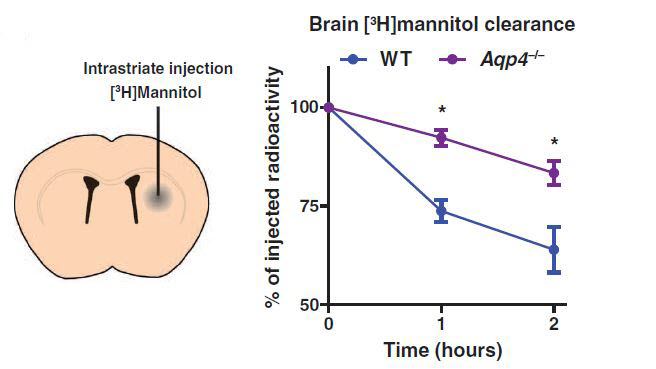 Brain [³H]mannitol clearance
WT
Aqp4⁻/⁻
Intrastriate injection
[³H]Mannitol
% of injected radioactivity
100
75
50
*
*
0
1
2
Time (hours)